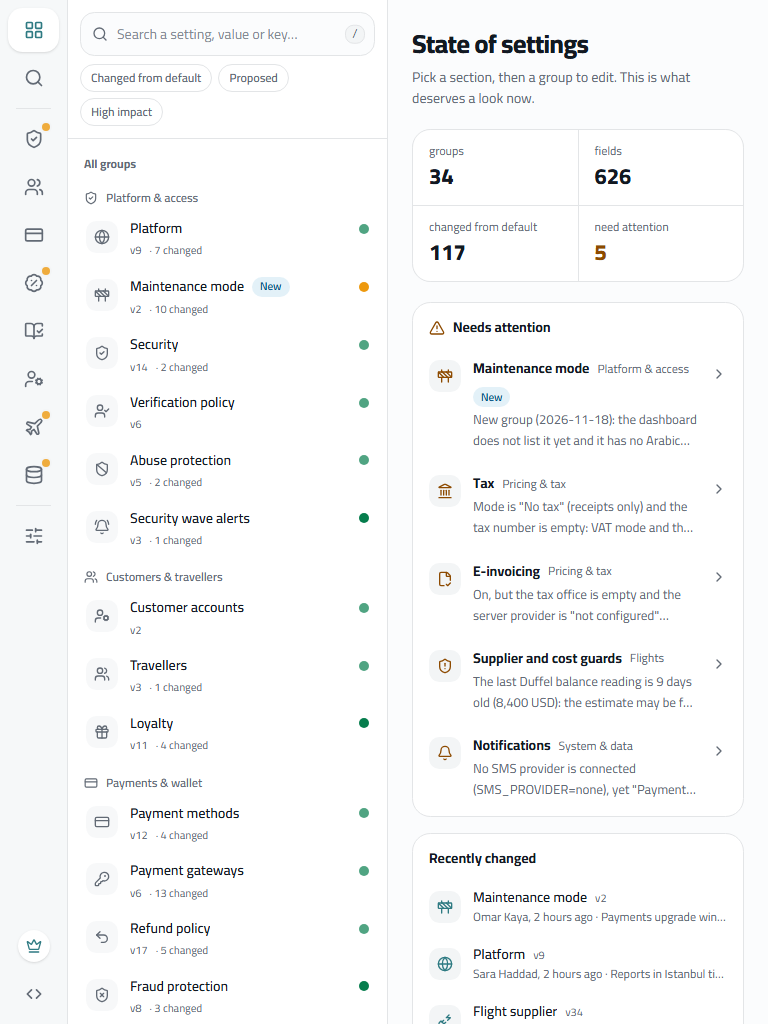 Search a setting, value or key...
/
Changed from default
Proposed
High impact
All groups
Platform & access
Platform
v9 · 7 changed
Maintenance mode New
v2 · 10 changed
Security
v14 · 2 changed
Verification policy
v6
Abuse protection
v5 · 2 changed
Security wave alerts
v3 · 1 changed
Customers & travellers
Customer accounts
v2
Travellers
v3 · 1 changed
Loyalty
v11 · 4 changed
Payments & wallet
Payment methods
v12 · 4 changed
Payment gateways
v6 · 13 changed
Refund policy
v17 · 5 changed
Fraud protection
v8 · 3 changed
State of settings
Pick a section, then a group to edit. This is what
deserves a look now.
groups
34
fields
626
changed from default
117
need attention
5
Needs attention
Maintenance mode Platform & access
New
New group (2026-11-18): the dashboard
does not list it yet and it has no Arabic...
Tax Pricing & tax
Mode is "No tax" (receipts only) and the
tax number is empty: VAT mode and th...
E-invoicing Pricing & tax
On, but the tax office is empty and the
server provider is "not configured"...
Supplier and cost guards Flights
The last Duffel balance reading is 9 days
old (8,400 USD): the estimate may be f...
Notifications System & data
No SMS provider is connected
(SMS_PROVIDER=none), yet "Payment...
Recently changed
Maintenance mode v2
Omar Kaya, 2 hours ago · Payments upgrade win...
Platform v9
Sara Haddad, 2 hours ago · Reports in Istanbul ti...
Flight supplier v34